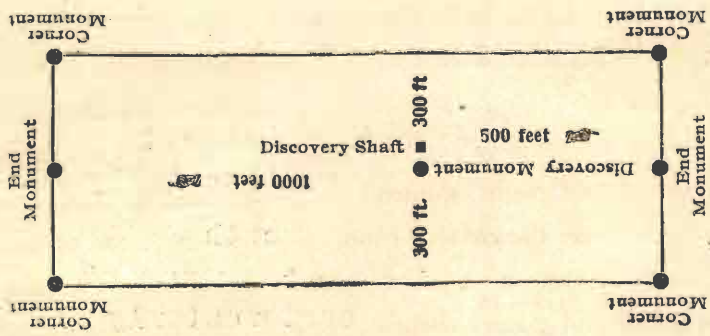 Corner
Monument
Corner
Monument
End
Monument
300 ft
500 feet
Discovery Shaft
Discovery Monument
1000 feet
300 ft.
End
Monument
Corner
Monument
Corner
Monument